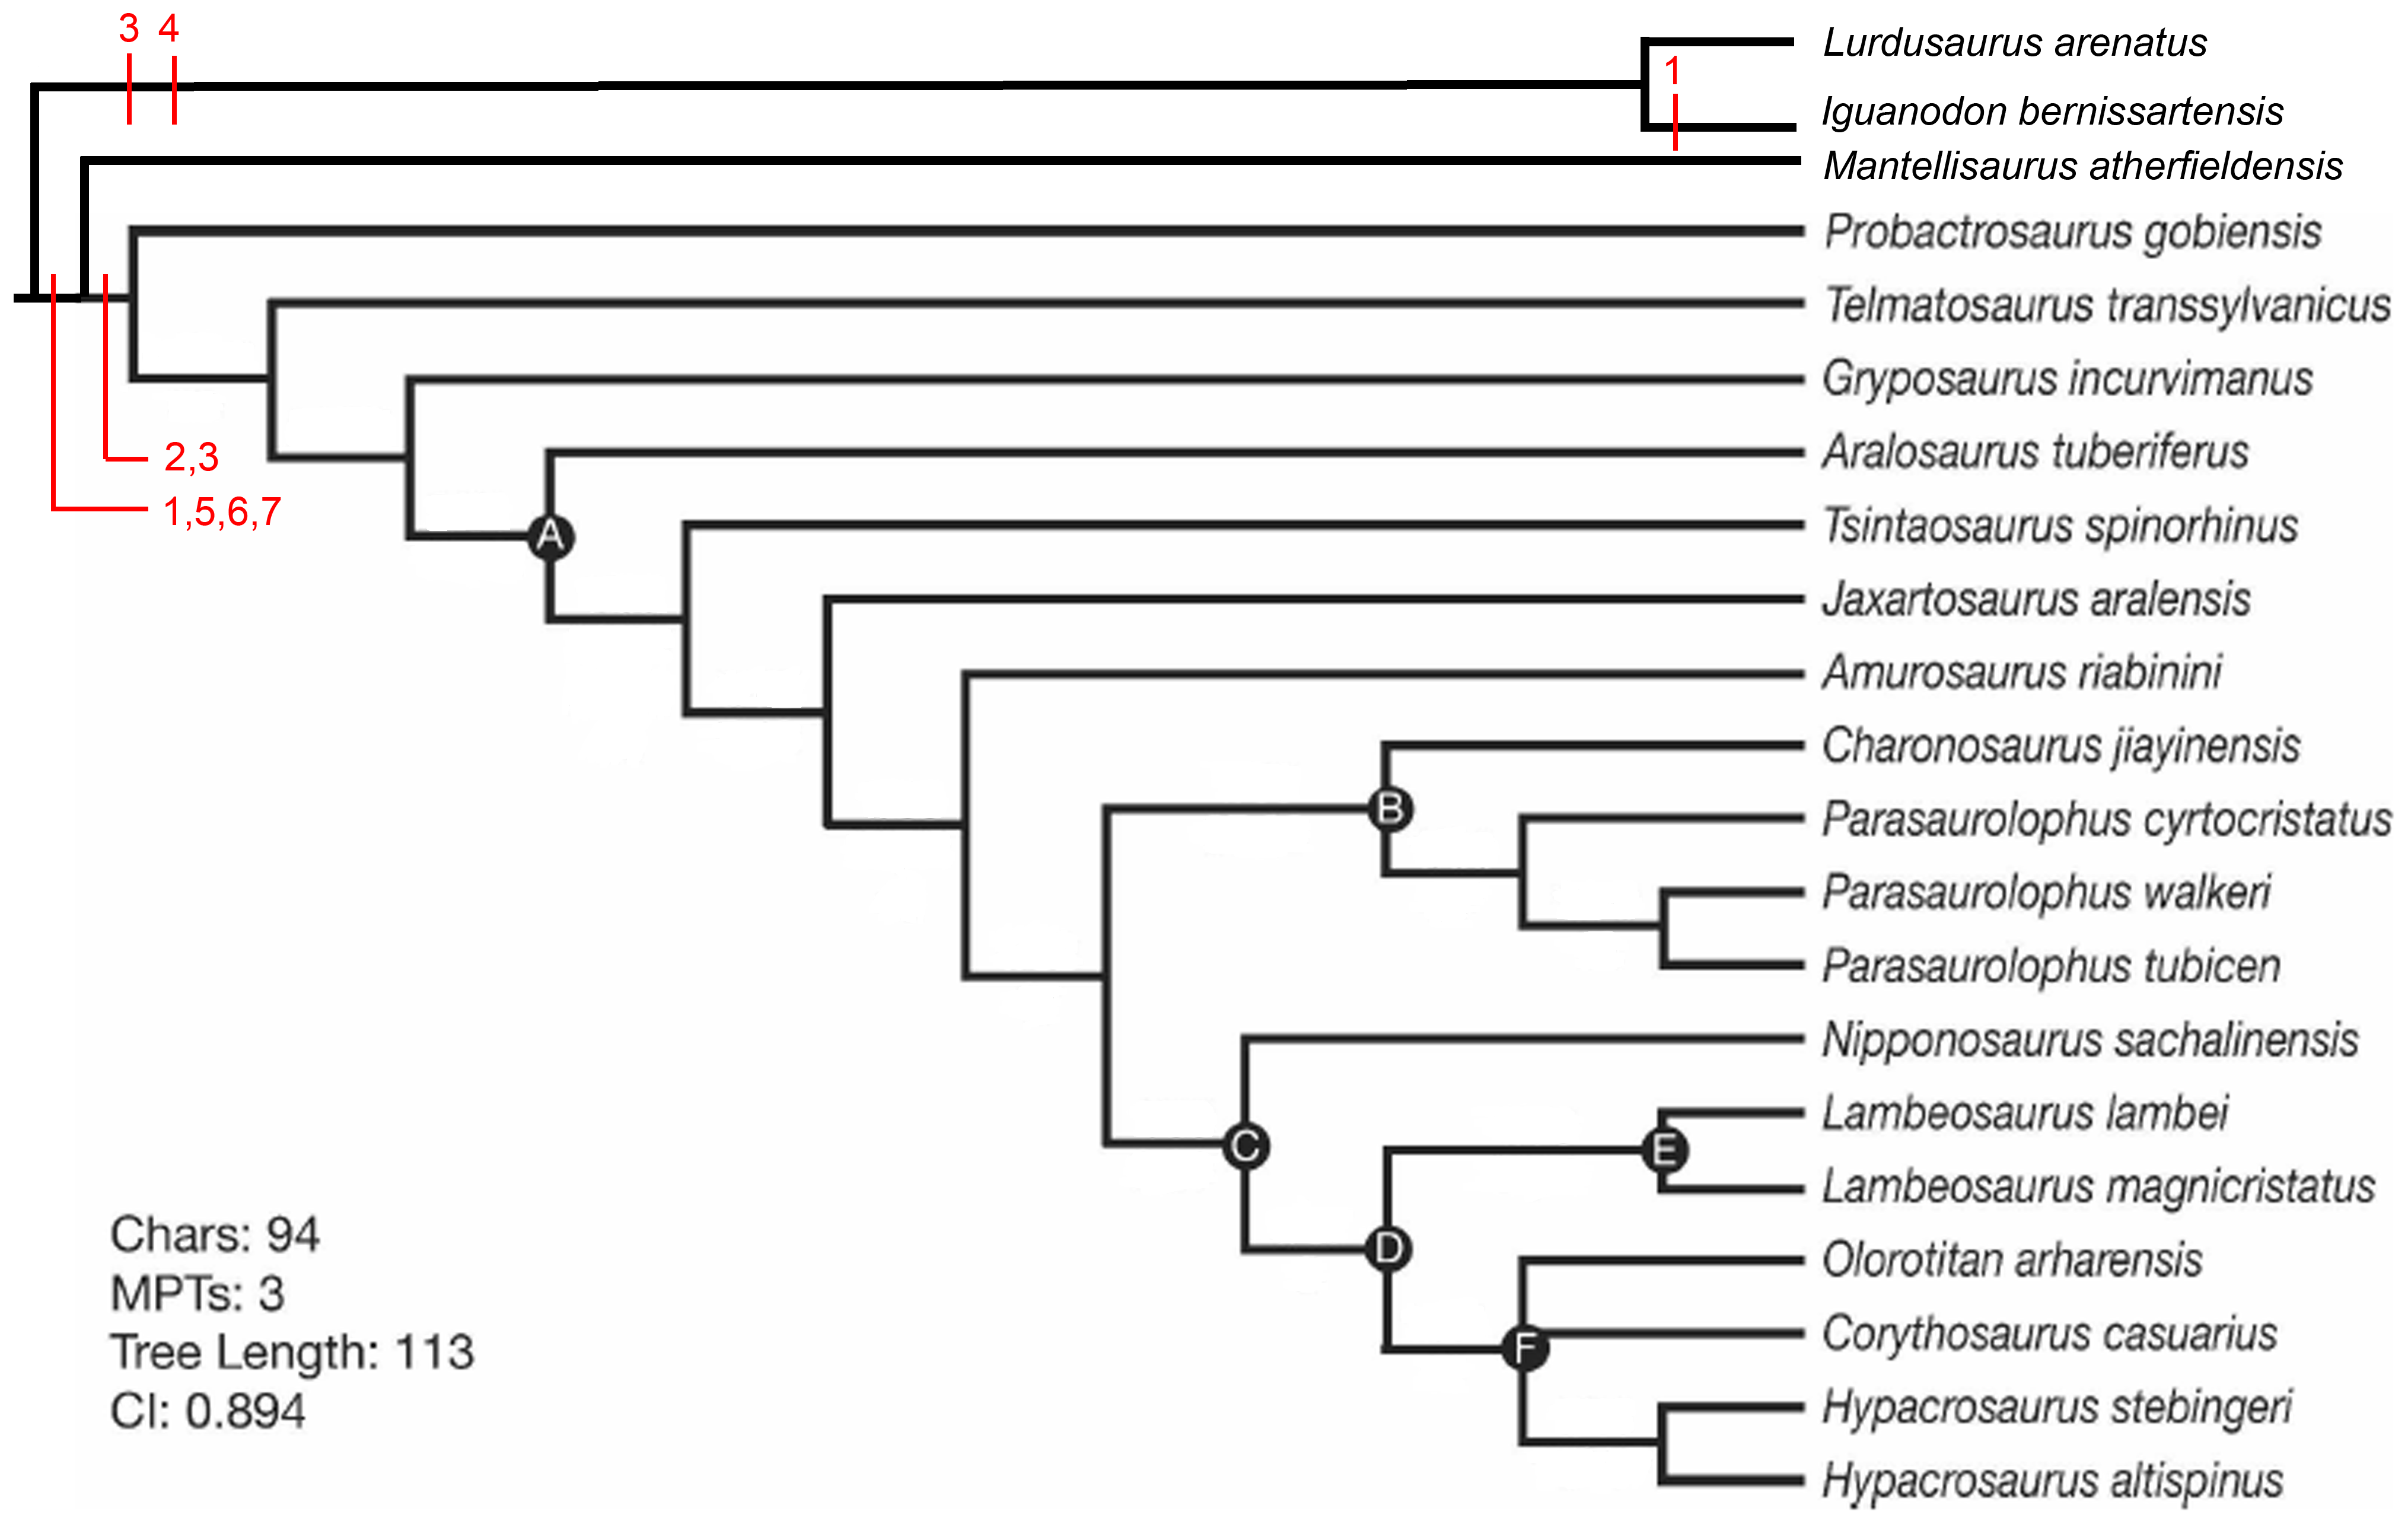 3 4
Lurdusaurus arenatus
1
Iguanodon bernissartensis
Mantellisaurus atherfieldensis
Probactrosaurus gobiensis
Telmatosaurus transsylvanicus
Gryposaurus incurvimanus
2,3
Aralosaurus tuberiferus
1,5,6,7
A
Tsintaosaurus spinorhinus
Jaxartosaurus aralensis
Amurosaurus riabinini
Charonosaurus jiayinensis
B
Parasaurolophus cyrtocristatus
Parasaurolophus walkeri
Parasaurolophus tubicen
Nipponosaurus sachalinensis
Lambeosaurus lambei
C
E
Lambeosaurus magnicristatus
D
Olorotitan arharensis
Corythosaurus casuarius
F
Hypacrosaurus stebingeri
Hypacrosaurus altispinus
Chars: 94
MPTs: 3
Tree Length: 113
CI: 0.894